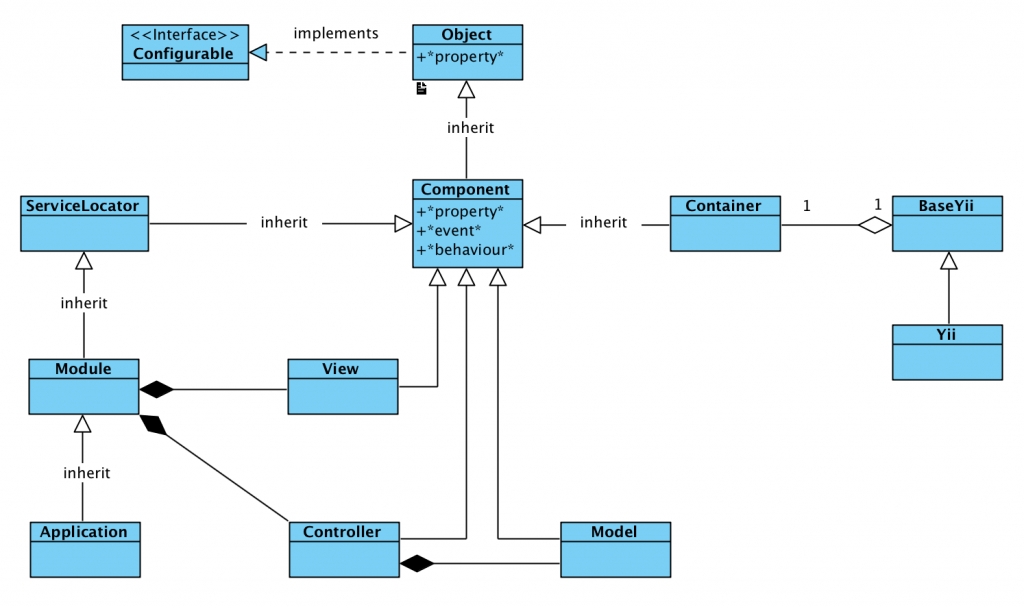 <<Interface>>
Configurable
implements
Object
+*property*
inherit
Component
+*property*
+*event*
+*behaviour*
ServiceLocator
inherit
inherit
Container
1
1
BaseYii
inherit
Yii
Module
View
inherit
Application
Controller
Model